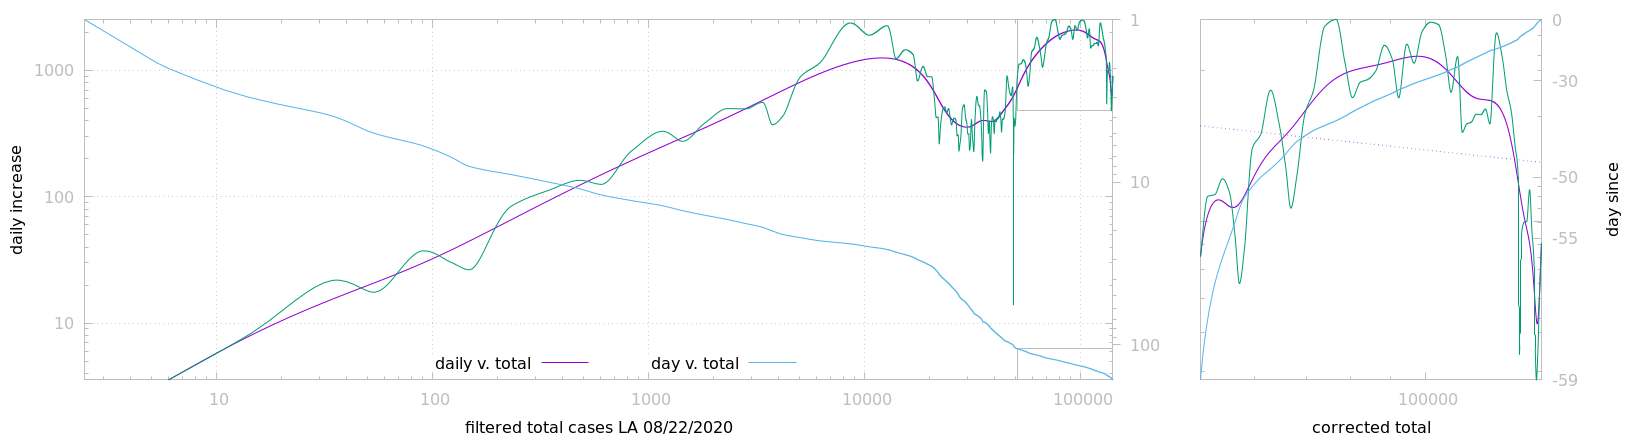 daily increase
1000
100
10
10
100
1000
10000
100000
filtered total cases LA 08/22/2020
daily v. total
day v. total
1
10
100
0
-30
-50
-55
-59
day since
100000
corrected total